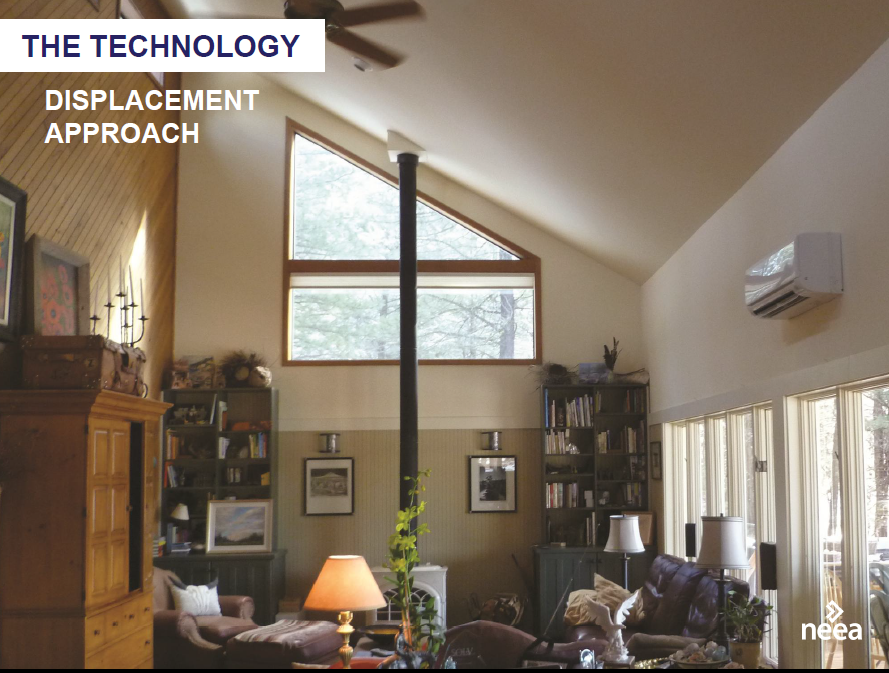 THE TECHNOLOGY
DISPLACEMENT
APPROACH
neea